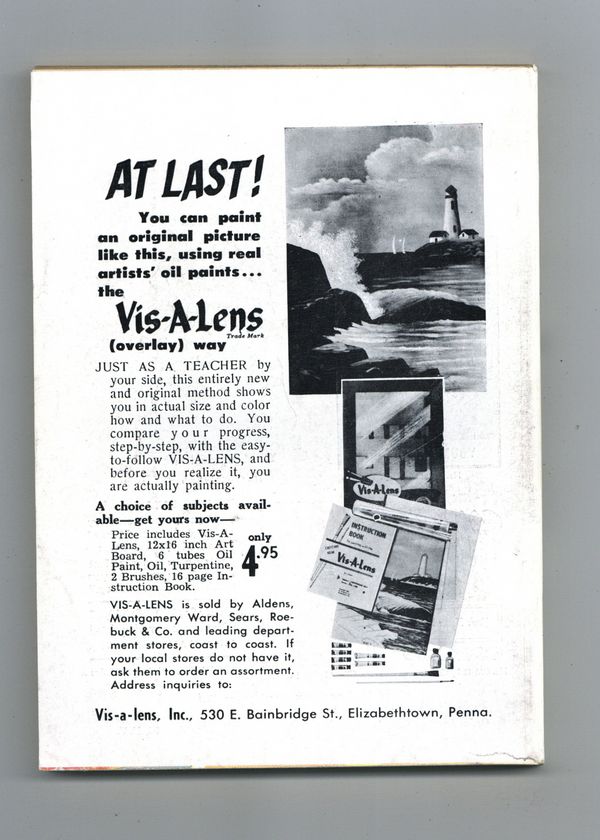 AT LAST!
You can paint
an original picture
like this, using real
artists' oil paints...
the
Vis-A-Lens
Trade Mark
(overlay) way
JUST AS A TEACHER by
your side, this entirely new
and original method shows
you in actual size and color
how and what to do. You
compare your progress,
step-by-step, with the easy-
to-follow VIS-A-LENS, and
before you realize it, you
are actually painting.
A choice of subjects avail-
able—get yours now—
Price includes Vis-A-
Lens, 12x16 inch Art
Board, 6 tubes Oil
Paint, Oil, Turpentine,
2 Brushes, 16 page In-
struction Book.
only
4.95
VIS-A-LENS is sold by Aldens,
Montgomery Ward, Sears, Roe-
buck & Co. and leading depart-
ment stores, coast to coast. If
your local stores do not have it,
ask them to order an assortment.
Address inquiries to:
Vis-a-lens, Inc., 530 E. Bainbridge St., Elizabethtown, Penna.
Vis-A-Lens
INSTRUCTION
BOOK
Vis-A-Lens